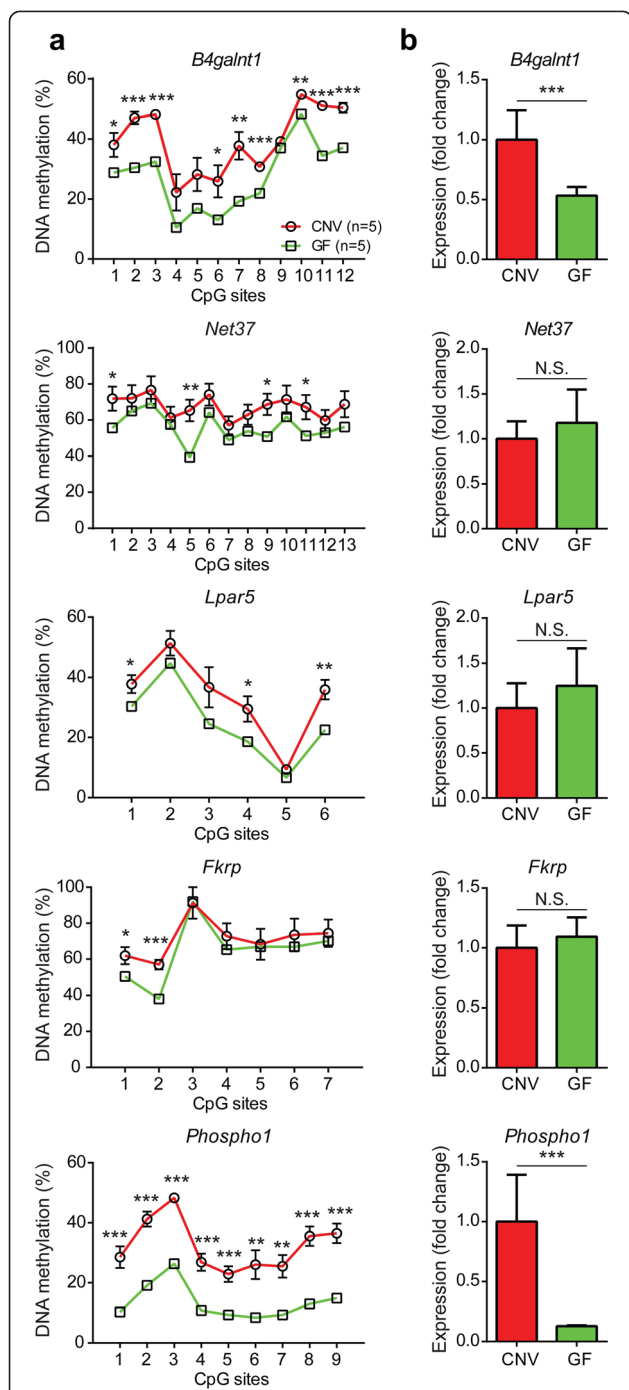 a
b
B4galnt1
DNA methylation (%)
60
40
20
0
* *** *** * ** *** ** *** ***
CNV (n=5)
GF (n=5)
1 2 3 4 5 6 7 8 9 10 11 12
CpG sites
B4galnt1
Expression (fold change)
1.5
1.0
0.5
0.0
***
CNV GF
Net37
DNA methylation (%)
100
80
60
40
20
0
* ** * *
1 2 3 4 5 6 7 8 9 10 11 12 13
CpG sites
Net37
Expression (fold change)
2.0
1.5
1.0
0.5
0.0
N.S.
CNV GF
Lpar5
DNA methylation (%)
60
40
20
0
* * **
1 2 3 4 5 6
CpG sites
Lpar5
Expression (fold change)
2.0
1.5
1.0
0.5
0.0
N.S.
CNV GF
Fkrp
DNA methylation (%)
100
80
60
40
20
0
* ***
1 2 3 4 5 6 7
CpG sites
Fkrp
Expression (fold change)
1.5
1.0
0.5
0.0
N.S.
CNV GF
Phospho1
DNA methylation (%)
60
40
20
0
*** *** *** *** *** ** ** *** ***
1 2 3 4 5 6 7 8 9
CpG sites
Phospho1
Expression (fold change)
1.5
1.0
0.5
0.0
***
CNV GF